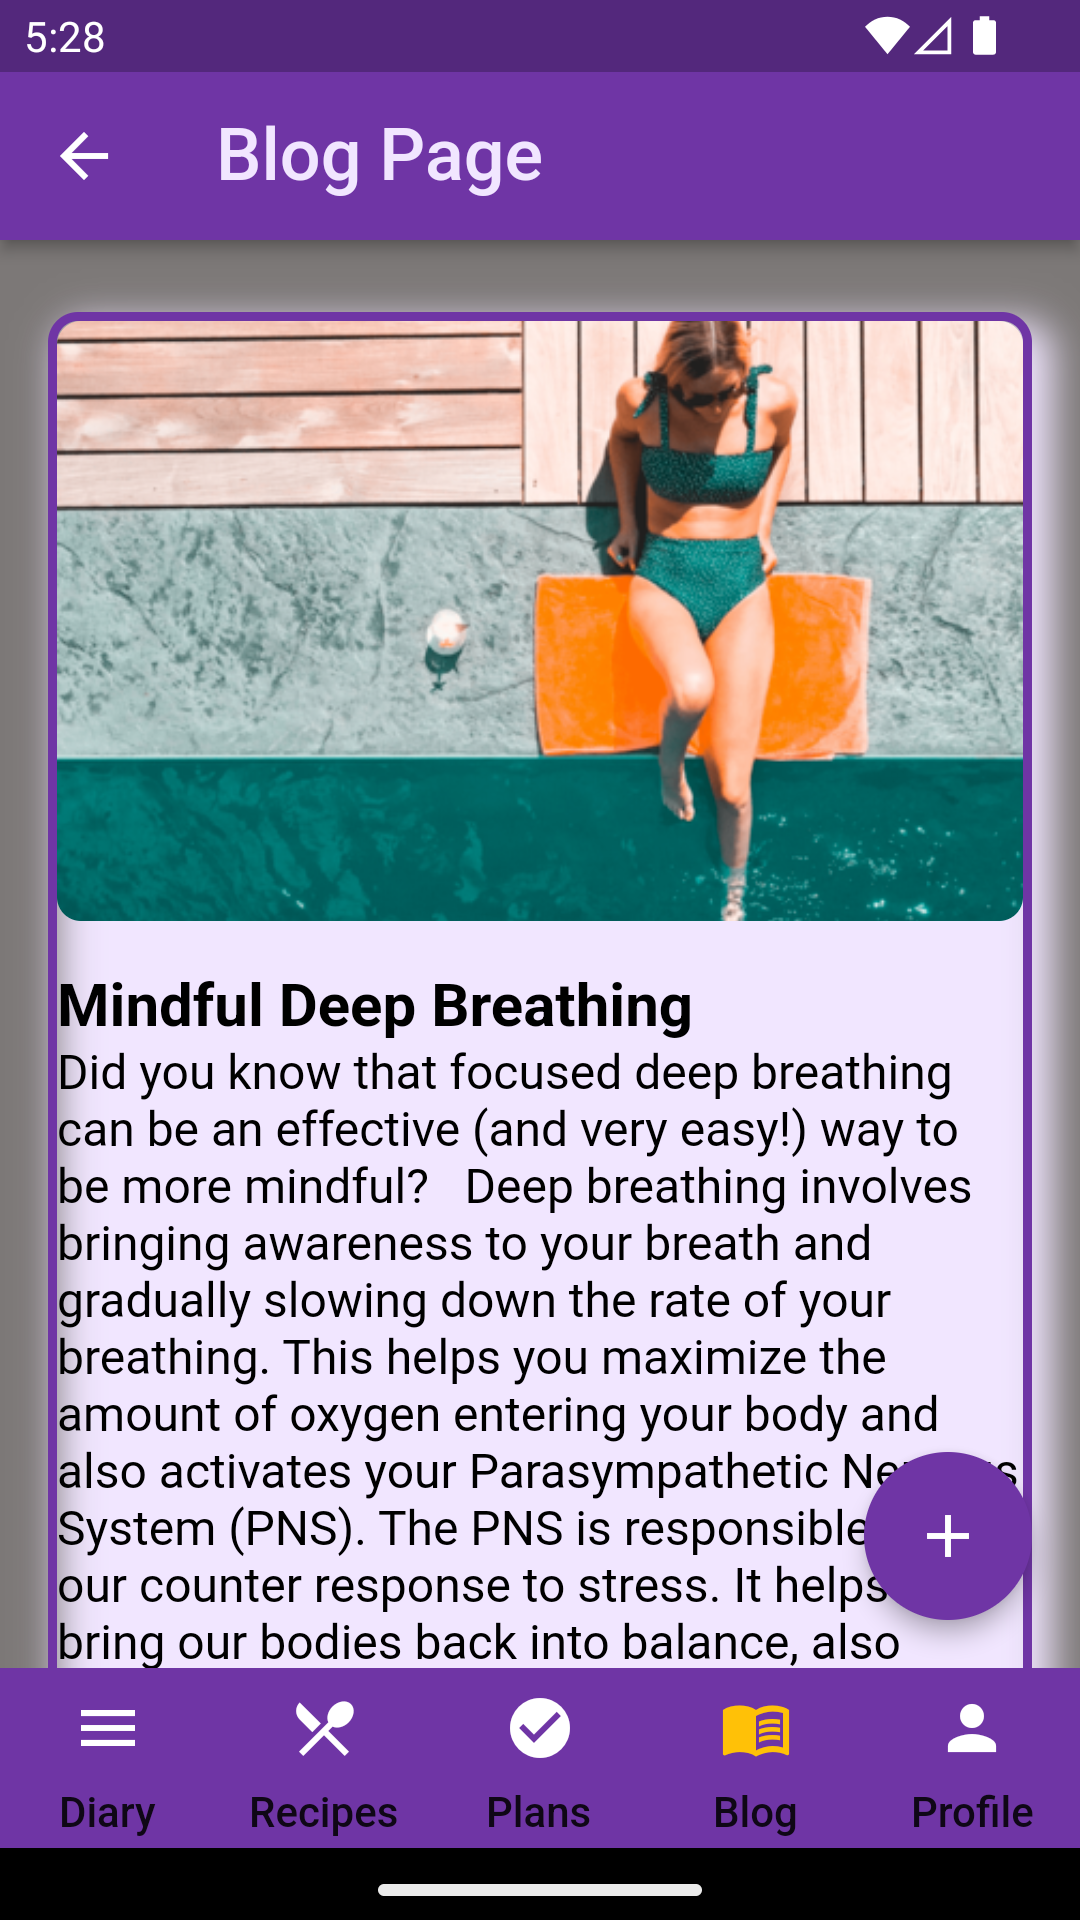 5:28
Blog Page
Mindful Deep Breathing
Did you know that focused deep breathing
can be an effective (and very easy!) way to
be more mindful?   Deep breathing involves
bringing awareness to your breath and
gradually slowing down the rate of your
breathing. This helps you maximize the
amount of oxygen entering your body and
also activates your Parasympathetic
System (PNS). The PNS is responsible
our counter response to stress. It helps
bring our bodies back into balance, also
Diary
Recipes
Plans
Blog
Profile